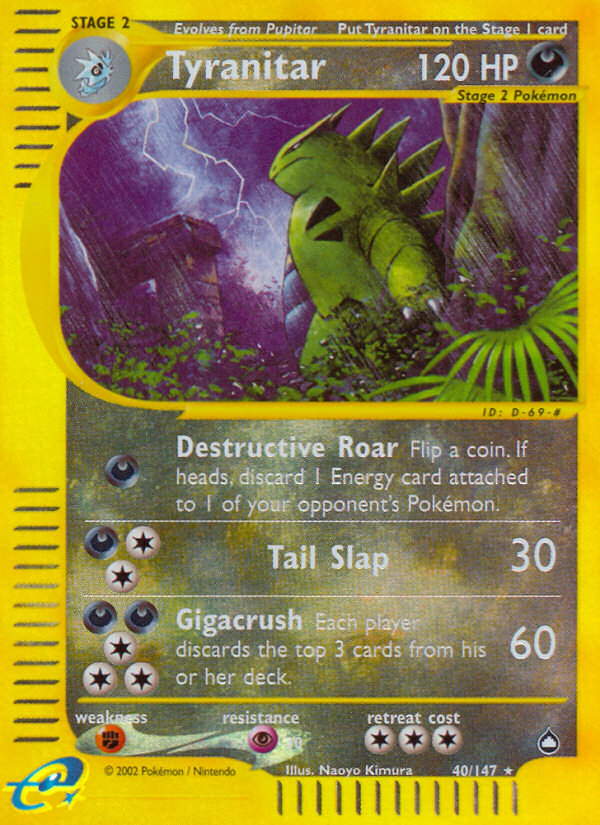 STAGE 2
Evolves from Pupitar Put Tyranitar on the Stage 1 card
Tyranitar 120 HP
Stage 2 Pokémon
ID: D-69-#
Destructive Roar Flip a coin. If
heads, discard 1 Energy card attached
to 1 of your opponent's Pokémon.
Tail Slap 30
Gigacrush Each player
discards the top 3 cards from his
or her deck.
60
weakness resistance retreat cost
© 2002 Pokémon / Nintendo Illus. Naoyo Kimura 40/147 ★
e